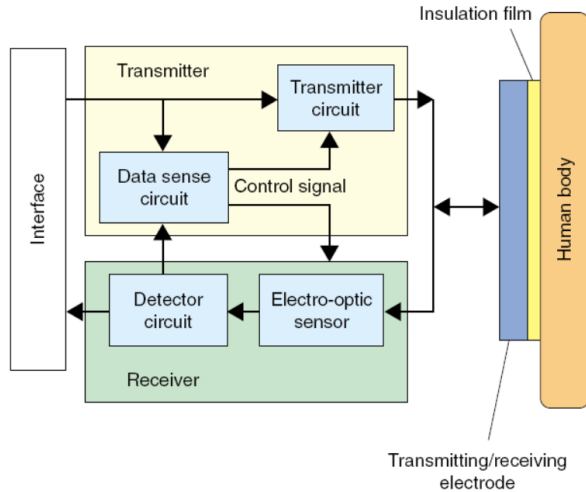 Insulation film
Transmitter
Transmitter
circuit
Data sense
circuit
Control signal
Interface
Human body
Detector
circuit
Electro-optic
sensor
Receiver
Transmitting/receiving
electrode